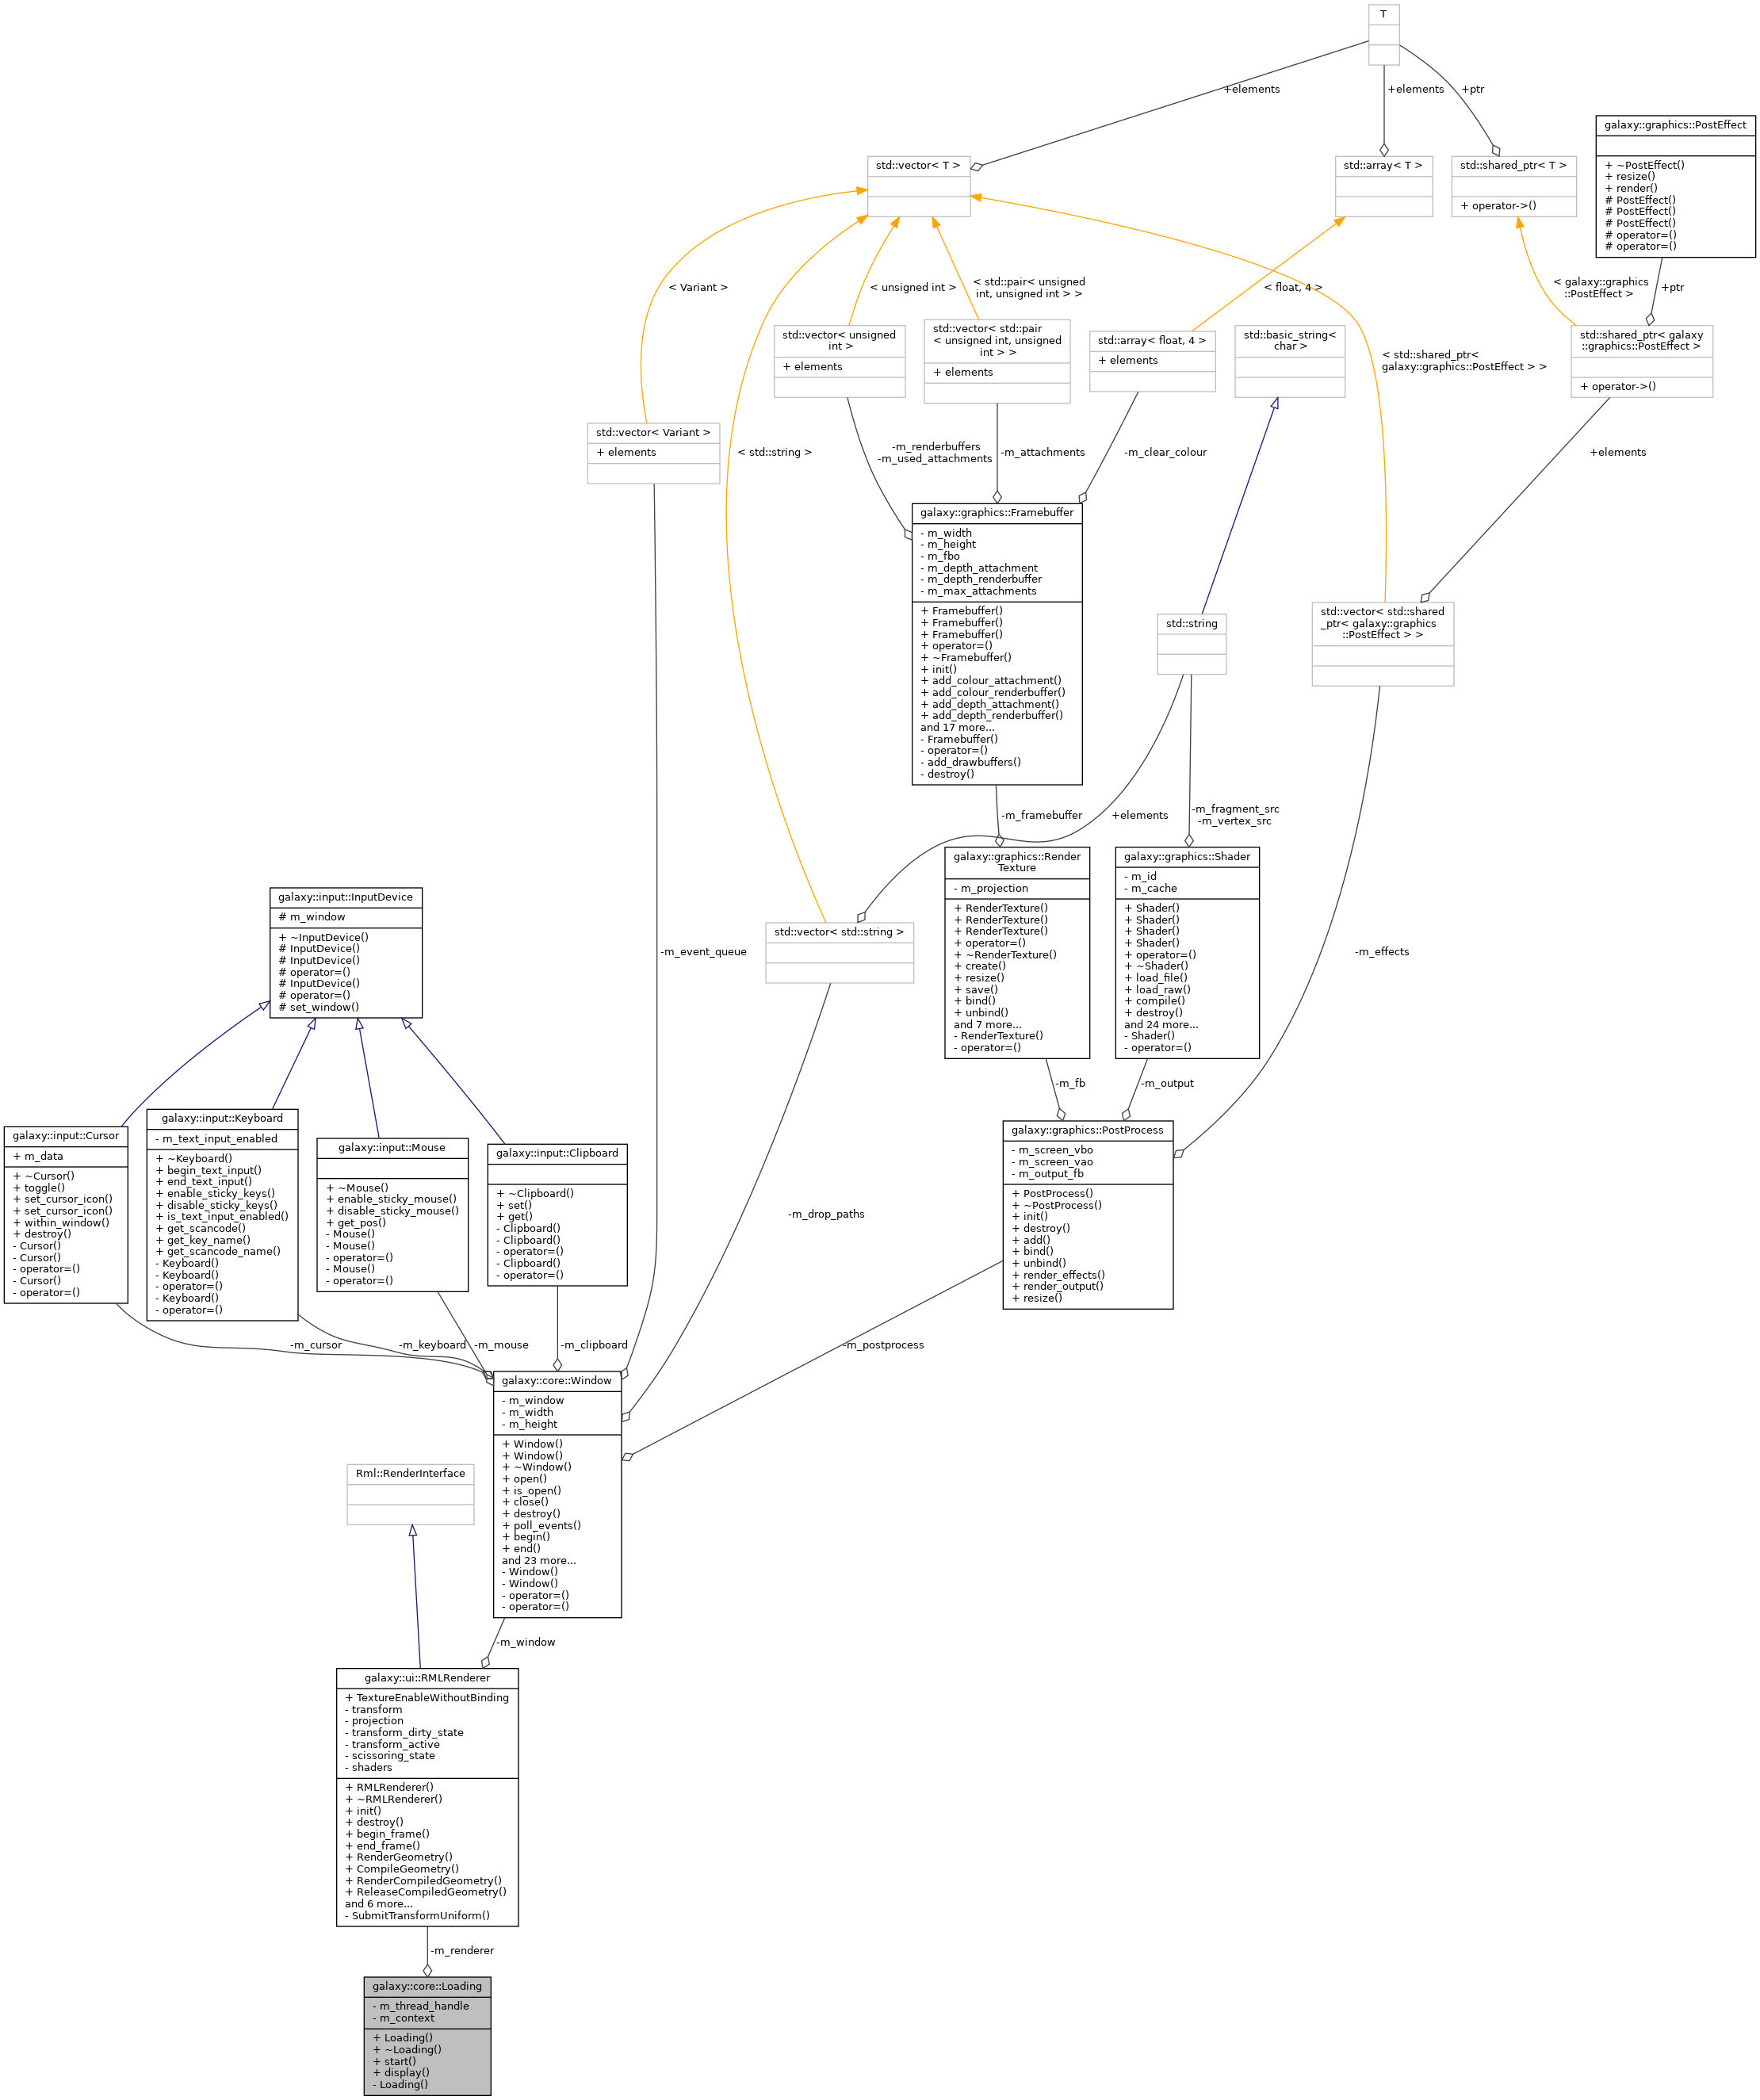 T
+elements
+elements
+ptr
galaxy::graphics::PostEffect
+ ~PostEffect()
+ resize()
+ render()
# PostEffect()
# PostEffect()
# PostEffect()
# operator=()
# operator=()
std::vector< T >
std::array< T >
std::shared_ptr< T >
+ operator->()
< Variant >
< unsigned int >
< std::pair< unsigned
int, unsigned int > >
< float, 4 >
< galaxy::graphics
::PostEffect >
+ptr
std::vector< unsigned
int >
+ elements
std::vector< std::pair
< unsigned int, unsigned
int > >
+ elements
std::array< float, 4 >
+ elements
std::basic_string<
char >
< std::shared_ptr<
galaxy::graphics::PostEffect > >
std::shared_ptr< galaxy
::graphics::PostEffect >
+ operator->()
std::vector< Variant >
+ elements
< std::string >
-m_renderbuffers
-m_used_attachments
-m_attachments
-m_clear_colour
+elements
galaxy::graphics::Framebuffer
- m_width
- m_height
- m_fbo
- m_depth_attachment
- m_depth_renderbuffer
- m_max_attachments
+ Framebuffer()
+ Framebuffer()
+ Framebuffer()
+ operator=()
+ ~Framebuffer()
+ init()
+ add_colour_attachment()
+ add_colour_renderbuffer()
+ add_depth_attachment()
+ add_depth_renderbuffer()
and 17 more...
- Framebuffer()
- operator=()
- add_drawbuffers()
- destroy()
std::string
std::vector< std::shared
_ptr< galaxy::graphics
::PostEffect > >
-m_framebuffer
+elements
-m_fragment_src
-m_vertex_src
galaxy::graphics::Render
Texture
- m_projection
+ RenderTexture()
+ RenderTexture()
+ RenderTexture()
+ operator=()
+ ~RenderTexture()
+ create()
+ resize()
+ save()
+ bind()
+ unbind()
and 7 more...
- RenderTexture()
- operator=()
galaxy::graphics::Shader
- m_id
- m_cache
+ Shader()
+ Shader()
+ Shader()
+ Shader()
+ operator=()
+ ~Shader()
+ load_file()
+ load_raw()
+ compile()
+ destroy()
and 24 more...
- Shader()
- operator=()
galaxy::input::InputDevice
# m_window
+ ~InputDevice()
# InputDevice()
# InputDevice()
# operator=()
# InputDevice()
# operator=()
# set_window()
-m_event_queue
std::vector< std::string >
-m_effects
-m_fb
-m_output
galaxy::input::Cursor
+ m_data
+ ~Cursor()
+ toggle()
+ set_cursor_icon()
+ set_cursor_icon()
+ within_window()
+ destroy()
- Cursor()
- Cursor()
- operator=()
- Cursor()
- operator=()
galaxy::input::Keyboard
- m_text_input_enabled
+ ~Keyboard()
+ begin_text_input()
+ end_text_input()
+ enable_sticky_keys()
+ disable_sticky_keys()
+ is_text_input_enabled()
+ get_scancode()
+ get_key_name()
+ get_scancode_name()
- Keyboard()
- Keyboard()
- operator=()
- Keyboard()
- operator=()
galaxy::input::Mouse
+ ~Mouse()
+ enable_sticky_mouse()
+ disable_sticky_mouse()
+ get_pos()
- Mouse()
- Mouse()
- operator=()
- Mouse()
- operator=()
galaxy::input::Clipboard
+ ~Clipboard()
+ set()
+ get()
- Clipboard()
- Clipboard()
- operator=()
- Clipboard()
- operator=()
-m_drop_paths
galaxy::graphics::PostProcess
- m_screen_vbo
- m_screen_vao
- m_output_fb
+ PostProcess()
+ ~PostProcess()
+ init()
+ destroy()
+ add()
+ bind()
+ unbind()
+ render_effects()
+ render_output()
+ resize()
-m_cursor
-m_keyboard
-m_mouse
-m_clipboard
-m_postprocess
galaxy::core::Window
- m_window
- m_width
- m_height
+ Window()
+ Window()
+ ~Window()
+ open()
+ is_open()
+ close()
+ destroy()
+ poll_events()
+ begin()
+ end()
and 23 more...
- Window()
- Window()
- operator=()
- operator=()
Rml::RenderInterface
-m_window
galaxy::ui::RMLRenderer
+ TextureEnableWithoutBinding
- transform
- projection
- transform_dirty_state
- transform_active
- scissoring_state
- shaders
+ RMLRenderer()
+ ~RMLRenderer()
+ init()
+ destroy()
+ begin_frame()
+ end_frame()
+ RenderGeometry()
+ CompileGeometry()
+ RenderCompiledGeometry()
+ ReleaseCompiledGeometry()
and 6 more...
- SubmitTransformUniform()
-m_renderer
galaxy::core::Loading
- m_thread_handle
- m_context
+ Loading()
+ ~Loading()
+ start()
+ display()
- Loading()